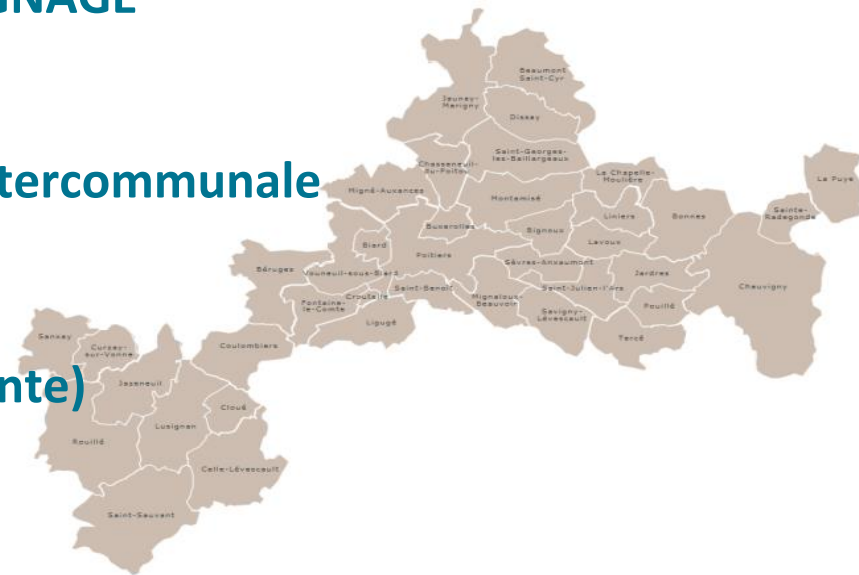 GNAGE
tercommunale
nte)
Beaumont
Saint-Cyr
Jaunay-
Marigny
Dissay
Saint-Georges-
les-Baillargeaux
Chasseneuil-
du-Poitou
La Chapelle-
Moulière
La Puye
Migné-Auxances
Montamisé
Sainte-
Radegonde
Liniers
Bonnes
Buxerolles
Bignoux
Lavoux
Biard
Poitiers
Sèvres-Anxaumont
Béruges
Vouneuil-sous-Biard
Jardres
Saint-Benoît
Mignaloux-
Beauvoir
Saint-Julien-l'Ars
Chauvigny
Croutelle
Fontaine-
le-Comte
Pouillé
Savigny-
Lévescault
Ligugé
Tercé
Sanxay
Curzay-
sur-Vonne
Coulombiers
Jazeneuil
Cloué
Lusignan
Rouillé
Celle-Lévescault
Saint-Sauvant